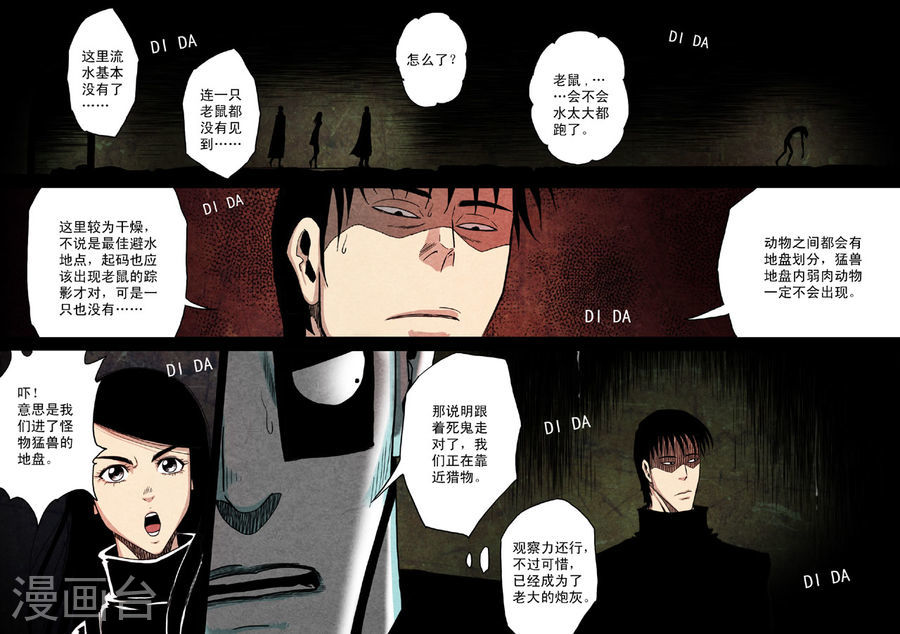 这里流
水基本
没有了
……
DI DA
连一只
老鼠都
没有见
到……
怎么了？
老鼠，…
…会不会
水太大都
跑了。
DI DA
这里较为干燥，
不说是最佳避水
地点，起码也应
该出现老鼠的踪
影才对，可是一
只也没有……
DI DA
动物之间都会有
地盘划分，猛兽
地盘内弱肉动物
一定不会出现。
DI DA
吓！
意思是我
们进了怪
物猛兽的
地盘。
DI DA
那说明跟
着死鬼走
对了，我
们正在靠
近猎物。
DI DA
观察力还行，
不过可惜，
已经成为了
老大的炮灰。
DI DA
漫画台